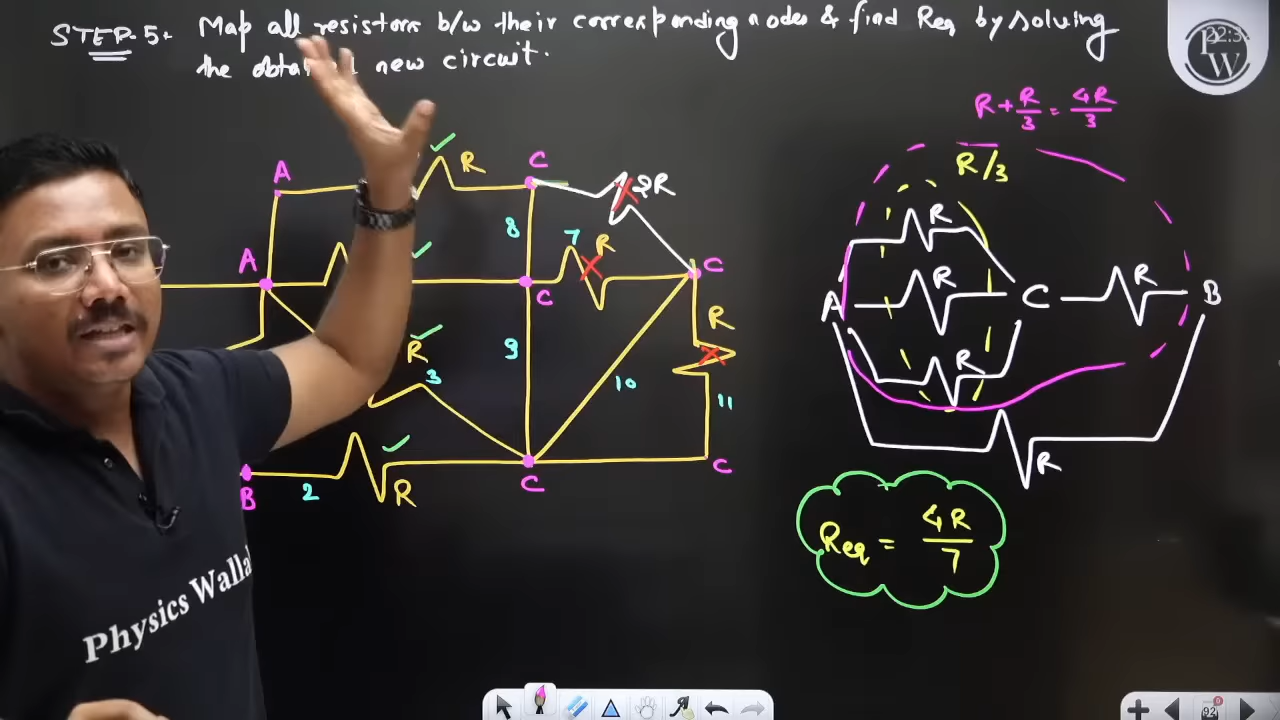 STEP-5:- Map all resistors b/w their corresponding nodes & find Req by solving
the new circuit.
P W
R + R/3 = 4R/3
R/3
A R C 2R
8 7 R
A C C
R
R 3 9 10 R 11
B 2 R C C
R
A R C R B
R
R
Req = 4R/7
Physics Walla
92